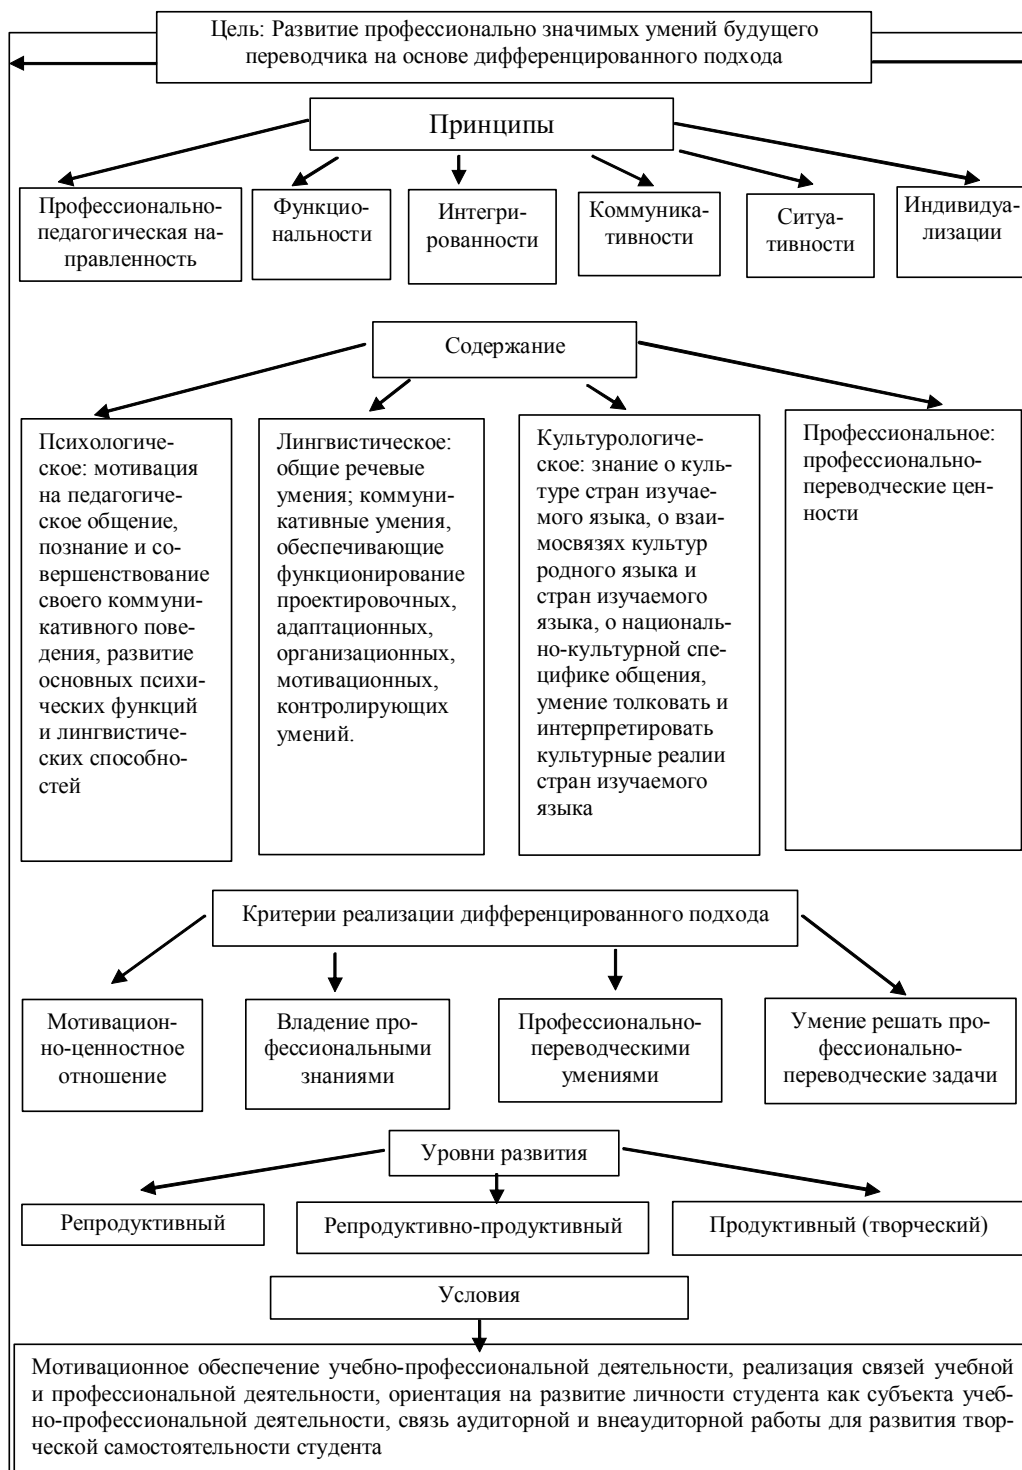 Цель: Развитие профессионально значимых умений будущего
переводчика на основе дифференцированного подхода
Принципы
Профессионально-
педагогическая на-
правленность
Функцио-
нальности
Интег-
рированности
Коммуника-
тивности
Ситуа-
тивности
Индивидуа-
лизации
Содержание
Психологиче-
ское: мотивация
на педагогиче-
ское общение,
познание и со-
вершенствование
своего коммуни-
кативного пове-
дения, развитие
основных психи-
ческих функций
и лингвистиче-
ских способно-
стей
Лингвистическое:
общие речевые
умения; коммуни-
кативные умения,
обеспечивающие
функционирование
проектировочных,
адаптационных,
организационных,
мотивационных,
контролирующих
умений.
Культурологиче-
ское: знание о куль-
туре стран изучае-
мого языка, о вза-
имосвязях культур
родного языка и
стран изучаемого
языка, о националь-
но-культурной спе-
цифике общения,
умение толковать и
интерпретировать
культурные реалии
стран изучаемого
языка
Профессиональное:
профессионально-
переводческие цен-
ности
Критерии реализации дифференцированного подхода
Мотивацион-
но-ценностное
отношение
Владение про-
фессиональными
знаниями
Профессионально-
переводческими
умениями
Умение решать про-
фессионально-
переводческие задачи
Уровни развития
Репродуктивный
Репродуктивно-продуктивный
Продуктивный (творческий)
Условия
Мотивационное обеспечение учебно-профессиональной деятельности, реализация связей учебной
и профессиональной деятельности, ориентация на развитие личности студента как субъекта учеб-
но-профессиональной деятельности, связь аудиторной и внеаудиторной работы для развития твор-
ческой самостоятельности студента